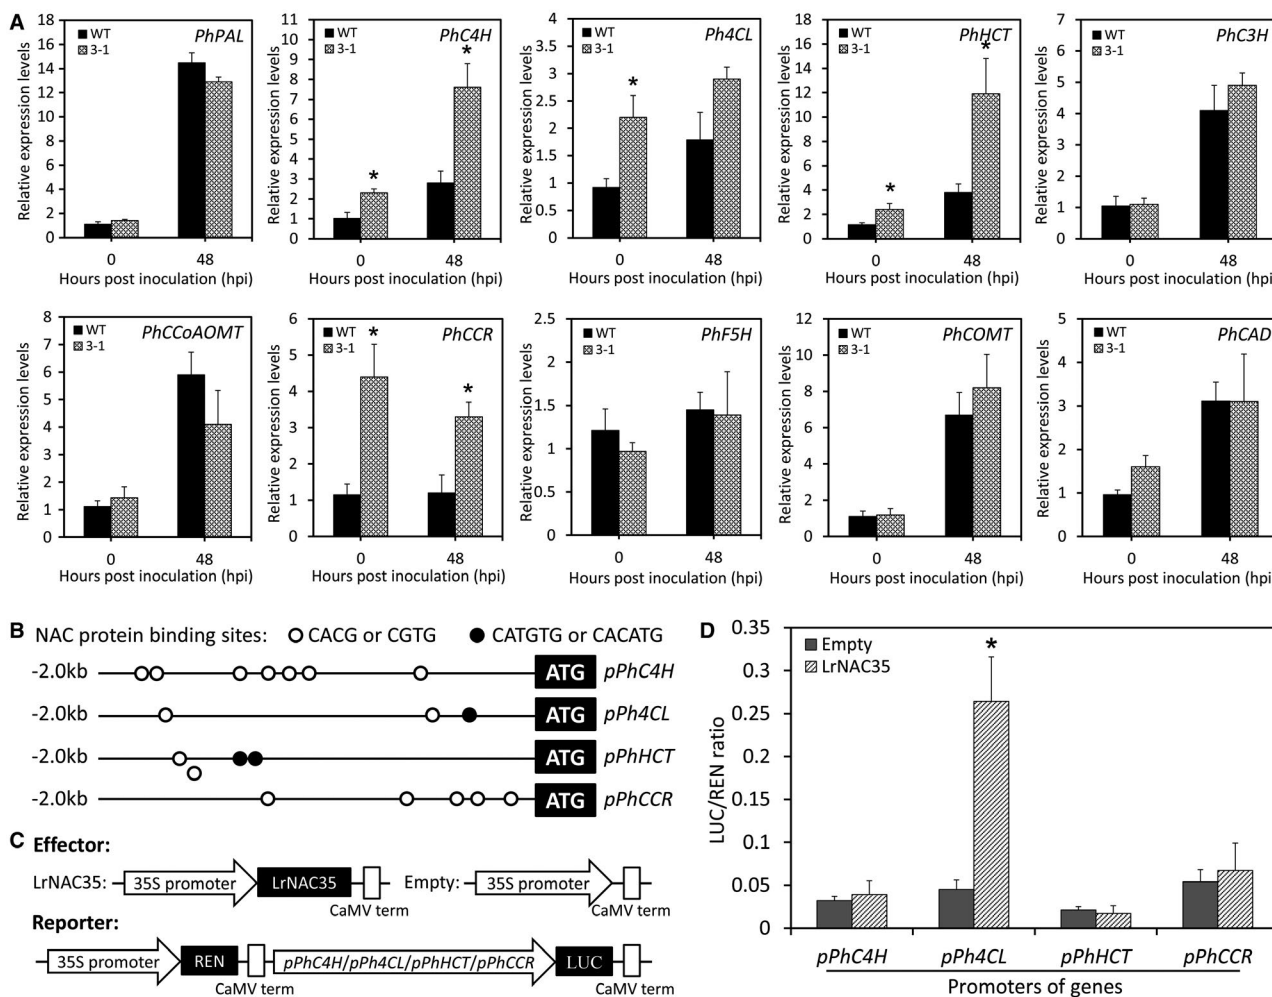 A
PhPAL
WT
3-1
Relative expression levels
18
16
14
12
10
8
6
4
2
0
0 48
Hours post inoculation (hpi)
PhC4H
WT
3-1
Relative expression levels
11
10
9
8
7
6
5
4
3
2
1
0
* *
0 48
Hours post inoculation (hpi)
Ph4CL
WT
3-1
Relative expression levels
4
3.5
3
2.5
2
1.5
1
0.5
0
*
0 48
Hours post inoculation (hpi)
PhHCT
WT
3-1
Relative expression levels
18
16
14
12
10
8
6
4
2
0
* *
0 48
Hours post inoculation (hpi)
PhC3H
WT
3-1
Relative expression levels
7
6
5
4
3
2
1
0
0 48
Hours post inoculation (hpi)
PhCCoAOMT
WT
3-1
Relative expression levels
8
7
6
5
4
3
2
1
0
0 48
Hours post inoculation (hpi)
PhCCR
WT
3-1
Relative expression levels
6
5
4
3
2
1
0
* *
0 48
Hours post inoculation (hpi)
PhF5H
WT
3-1
Relative expression levels
2.5
2
1.5
1
0.5
0
0 48
Hours post inoculation (hpi)
PhCOMT
WT
3-1
Relative expression levels
12
10
8
6
4
2
0
0 48
Hours post inoculation (hpi)
PhCAD
WT
3-1
Relative expression levels
5
4
3
2
1
0
0 48
Hours post inoculation (hpi)
B
NAC protein binding sites: CACG or CGTG CATGTG or CACATG
-2.0kb ATG pPhC4H
-2.0kb ATG pPh4CL
-2.0kb ATG pPhHCT
-2.0kb ATG pPhCCR
C
Effector:
LrNAC35: 35S promoter LrNAC35 Empty: 35S promoter
CaMV term CaMV term
Reporter:
35S promoter REN pPhC4H/pPh4CL/pPhHCT/pPhCCR LUC
CaMV term CaMV term
D
Empty
LrNAC35
LUC/REN ratio
0.35
0.3
0.25
0.2
0.15
0.1
0.05
0
*
pPhC4H pPh4CL pPhHCT pPhCCR
Promoters of genes